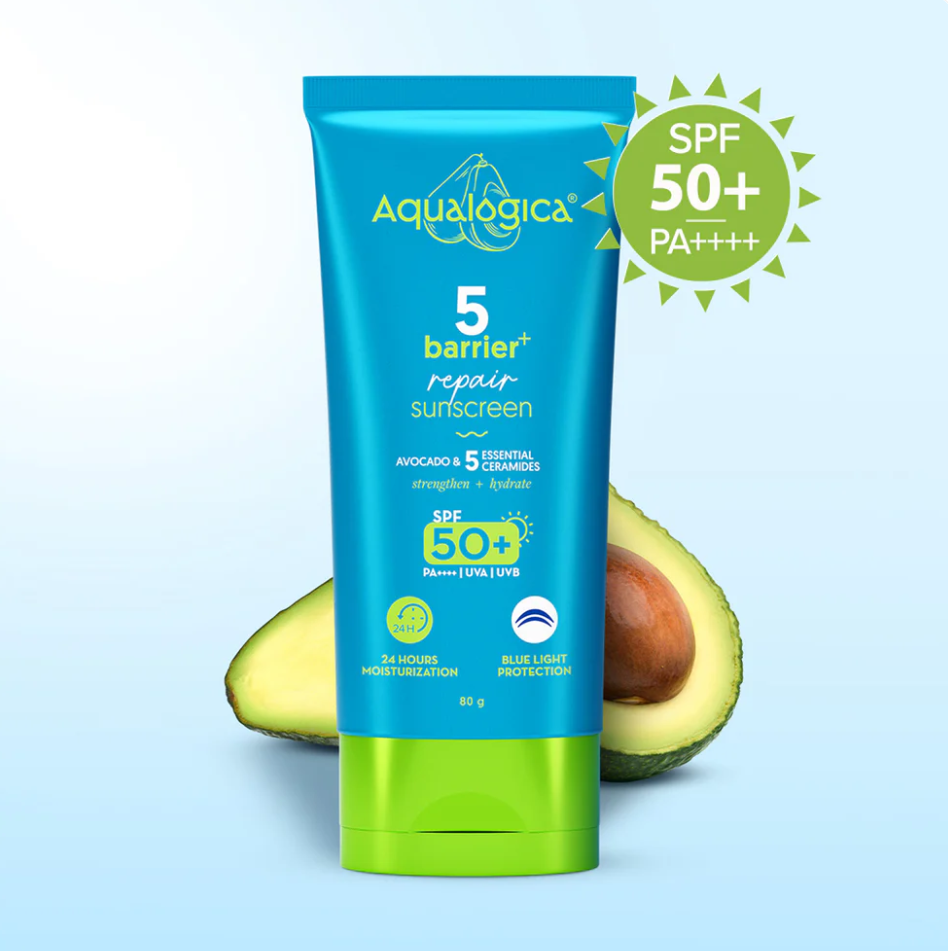 Aqualogica®
5
barrier+
repair
sunscreen
AVOCADO & 5 ESSENTIAL
CERAMIDES
strengthen + hydrate
SPF
50+
PA++++ | UVA | UVB
24H
24 HOURS
MOISTURIZATION
BLUE LIGHT
PROTECTION
80 g
SPF
50+
PA++++